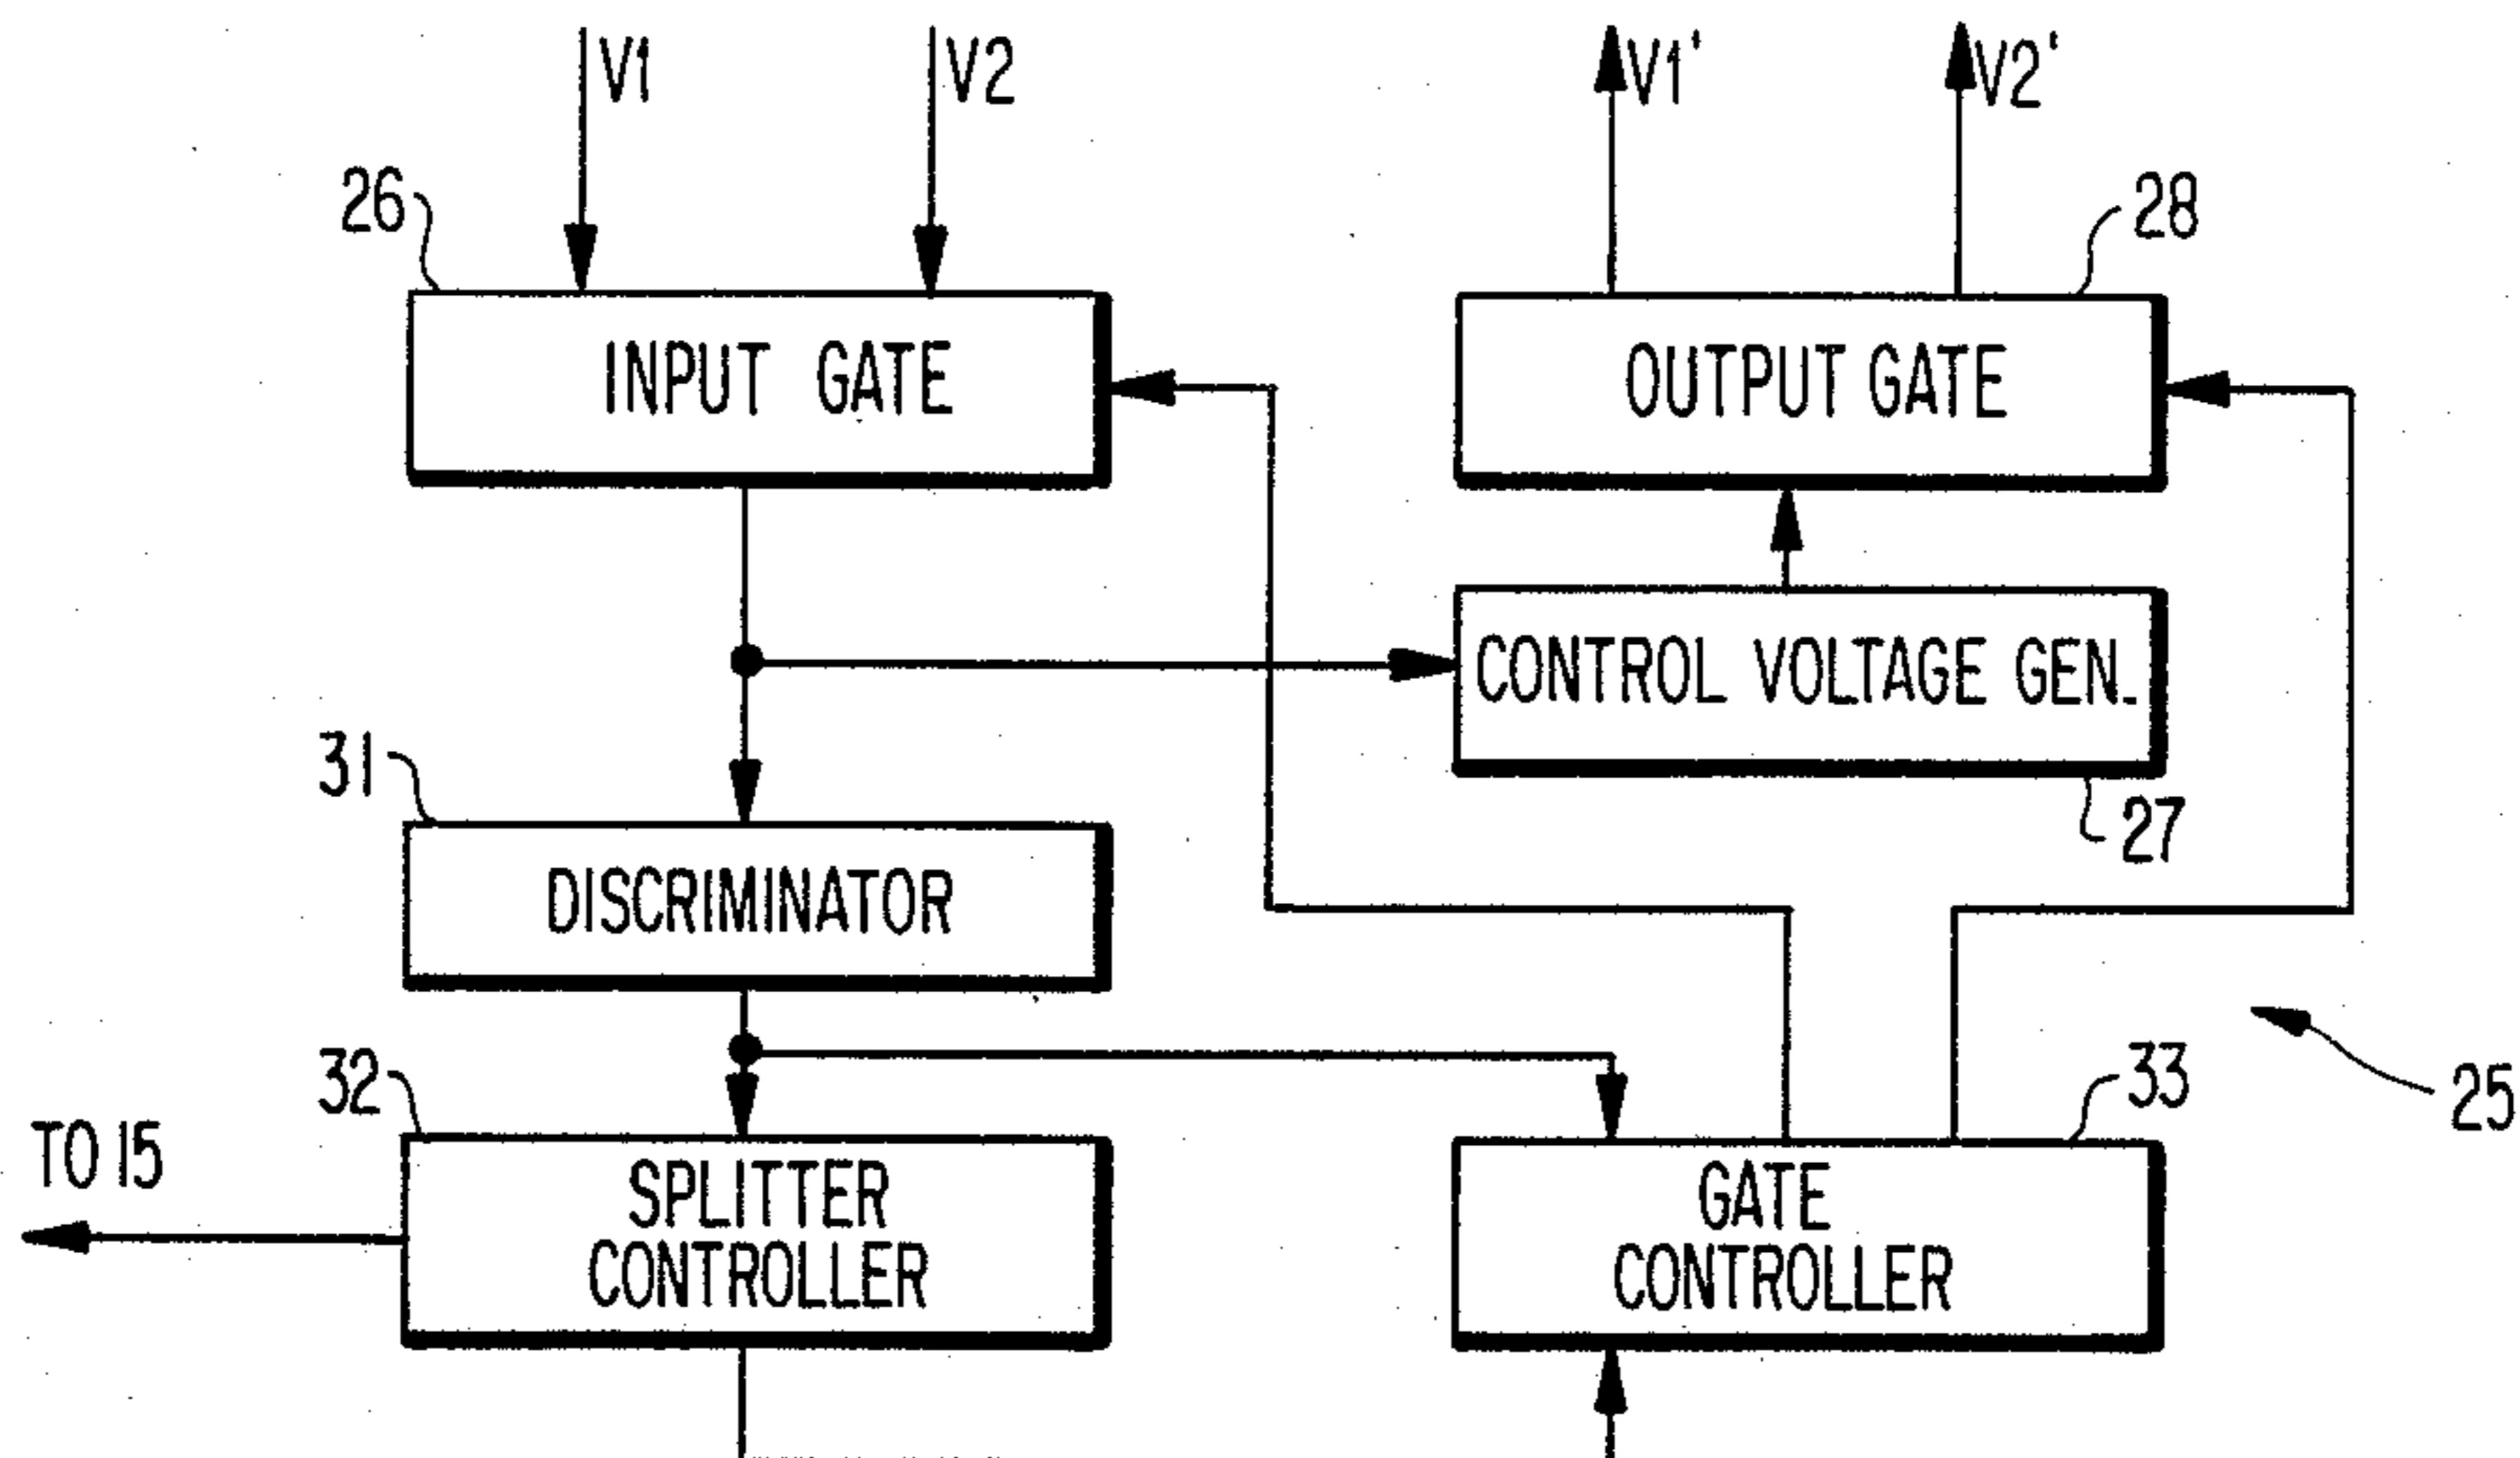 V1
V2
V1'
V2'
26
28
INPUT GATE
OUTPUT GATE
CONTROL VOLTAGE GEN.
31
27
DISCRIMINATOR
32
33
25
TO 15
SPLITTER
CONTROLLER
GATE
CONTROLLER